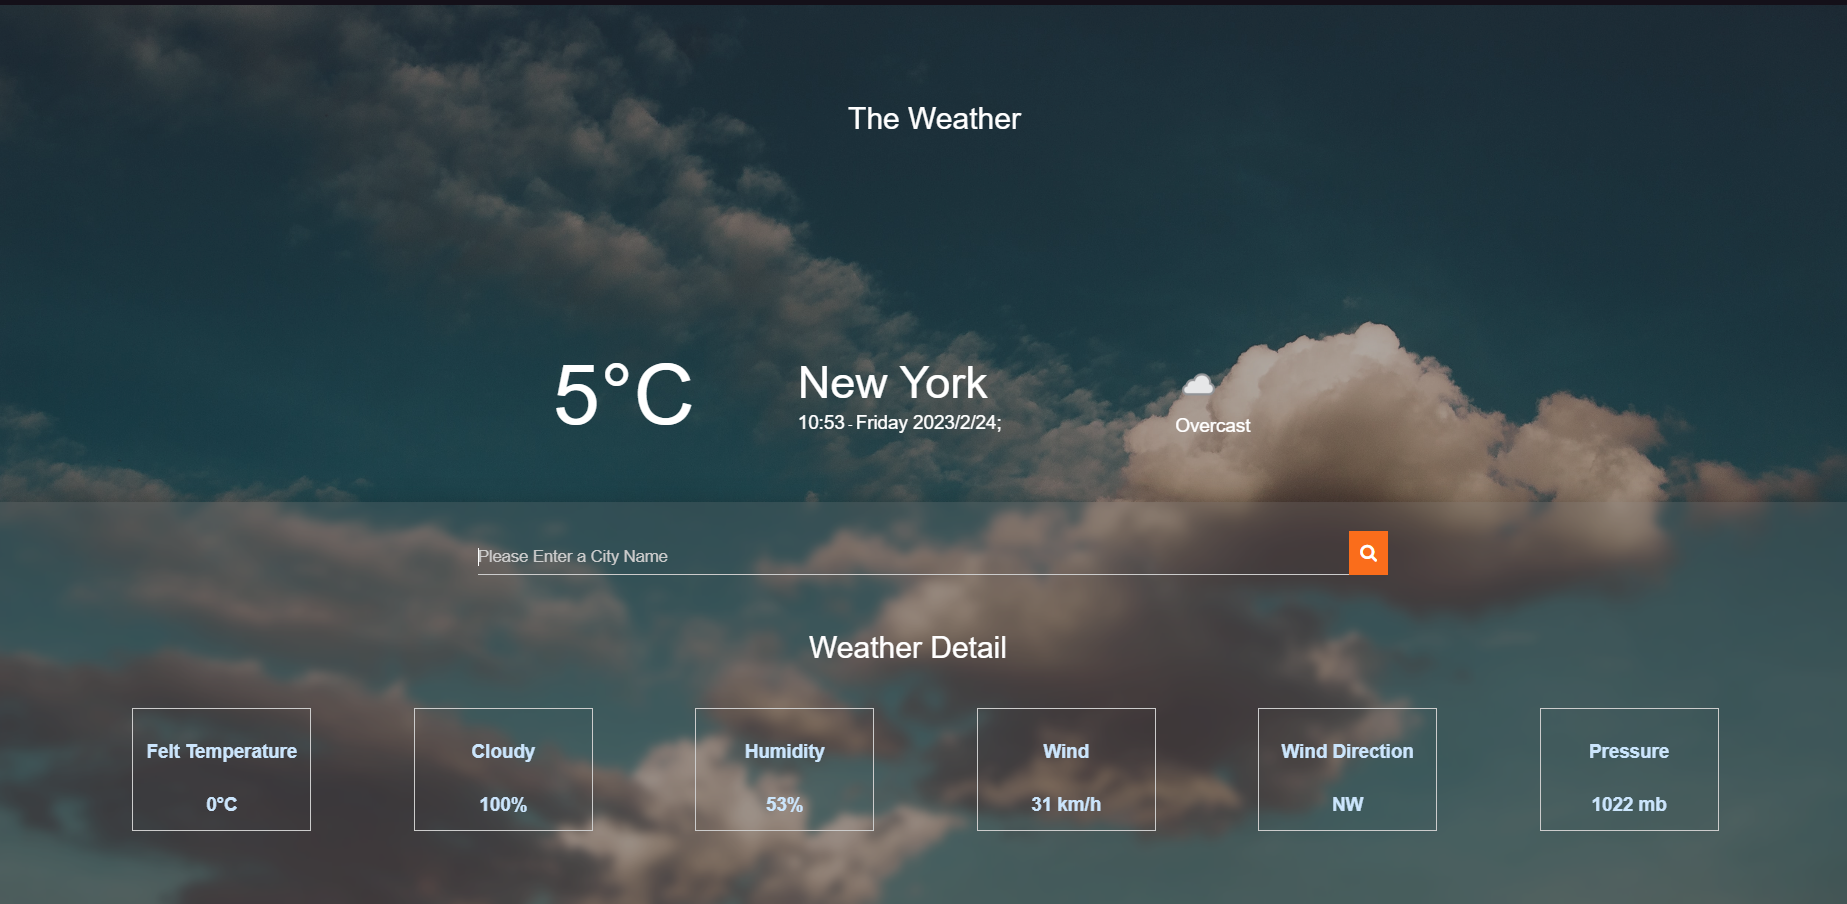 The Weather
5°C
New York
10:53 - Friday 2023/2/24;
Overcast
Please Enter a City Name
Weather Detail
Felt Temperature
0°C
Cloudy
100%
Humidity
53%
Wind
31 km/h
Wind Direction
NW
Pressure
1022 mb